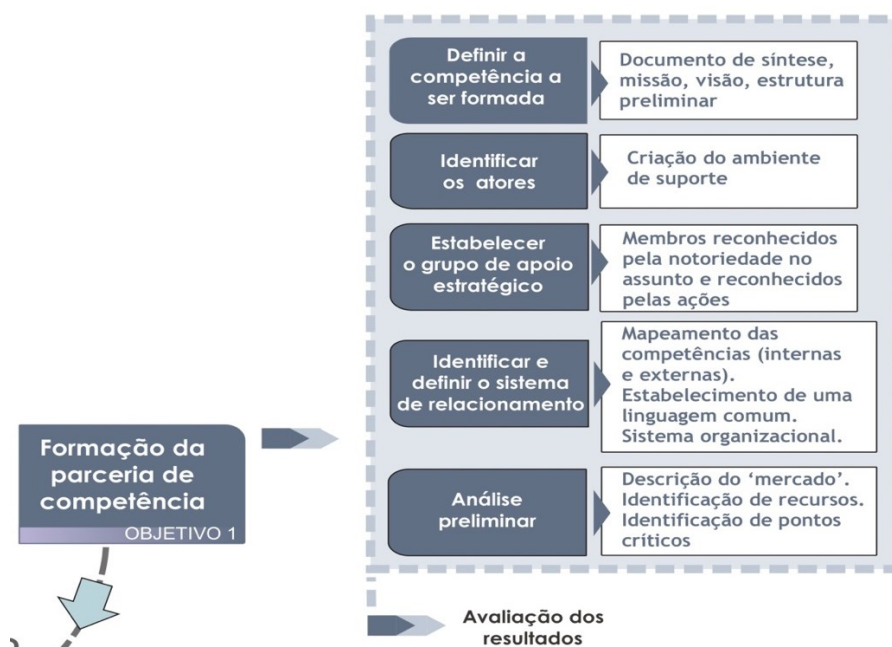 Definir a
competência a
ser formada
Documento de síntese,
missão, visão, estrutura
preliminar
Identificar
os atores
Criação do ambiente
de suporte
Estabelecer
o grupo de apoio
estratégico
Membros reconhecidos
pela notoriedade no
assunto e reconhecidos
pelas ações
Identificar e
definir o sistema
de relacionamento
Mapeamento das
competências (internas
e externas).
Estabelecimento de uma
linguagem comum.
Sistema organizacional.
Formação da
parceria de
competência
OBJETIVO 1
Análise
preliminar
Descrição do ‘mercado’.
Identificação de recursos.
Identificação de pontos
críticos
Avaliação dos
resultados